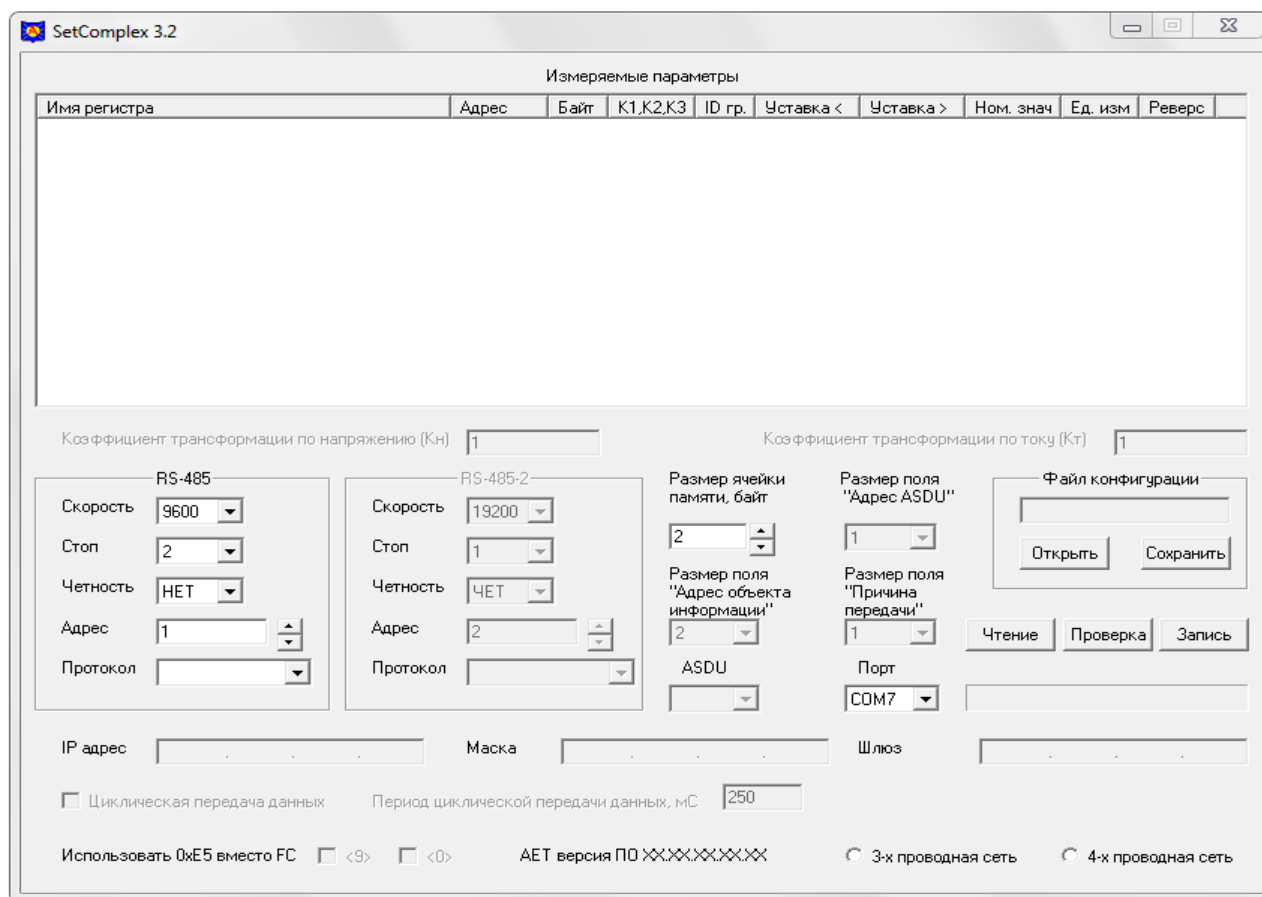 SetComplex 3.2
Измеряемые параметры
Имя регистра Адрес Байт К1,К2,К3 ID гр. Уставка < Уставка > Ном. знач Ед. изм Реверс
Коэффициент трансформации по напряжению (Кн) 1 Коэффициент трансформации по току (Кт) 1
RS-485
Скорость 9600
Стоп 2
Четность НЕТ
Адрес 1
Протокол
RS-485-2
Скорость 19200
Стоп 1
Четность ЧЕТ
Адрес 2
Протокол
Размер ячейки
памяти, байт
2
Размер поля
"Адрес объекта
информации"
2
ASDU
Размер поля
"Адрес ASDU"
1
Размер поля
"Причина
передачи"
1
Порт
COM7
Файл конфигурации
Открыть Сохранить
Чтение Проверка Запись
IP адрес . . . Маска . . . Шлюз . . .
Циклическая передача данных Период циклической передачи данных, мС 250
Использовать 0xE5 вместо FC <9> <0> АЕТ версия ПО XX.XX.XX.XX.XX 3-х проводная сеть 4-х проводная сеть